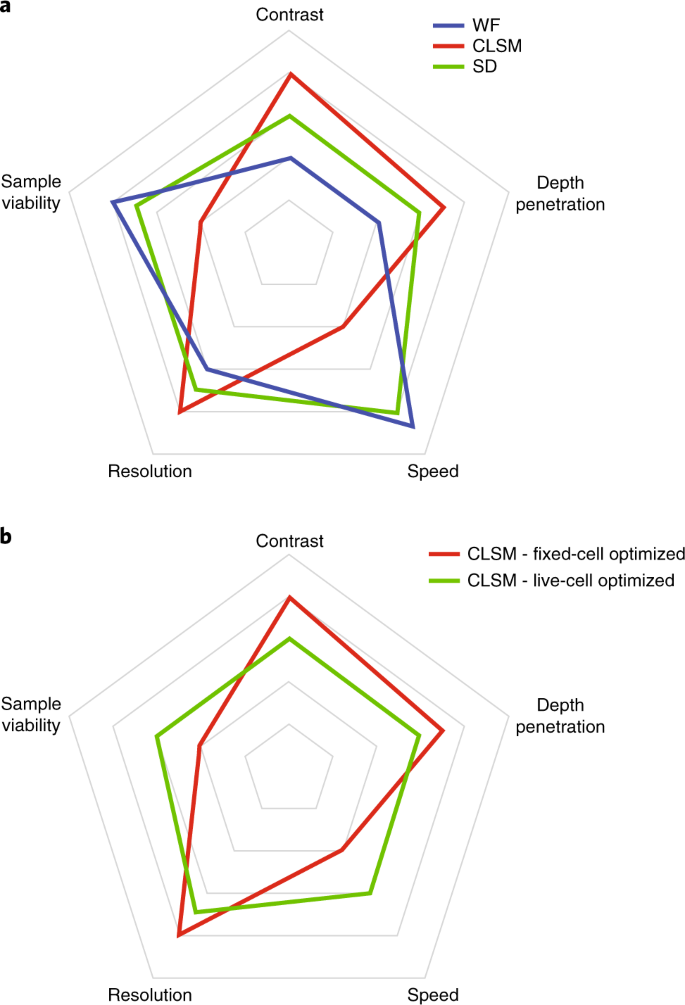 a
Contrast
WF
CLSM
SD
Sample
viability
Depth
penetration
Resolution
Speed
b
Contrast
CLSM - fixed-cell optimized
CLSM - live-cell optimized
Sample
viability
Depth
penetration
Resolution
Speed